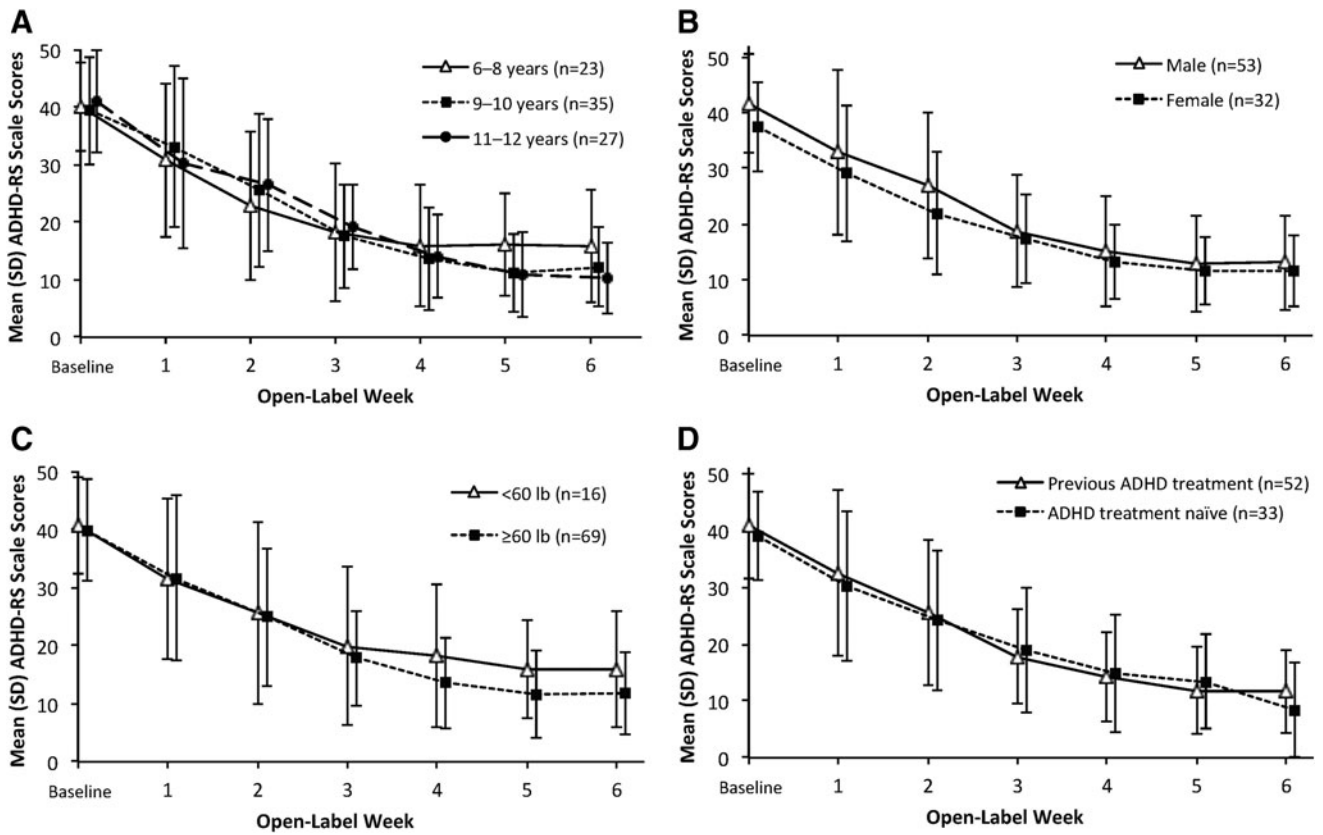 A
Mean (SD) ADHD-RS Scale Scores
50
40
30
20
10
0
6–8 years (n=23)
9–10 years (n=35)
11–12 years (n=27)
Baseline 1 2 3 4 5 6
Open-Label Week
B
Mean (SD) ADHD-RS Scale Scores
50
40
30
20
10
0
Male (n=53)
Female (n=32)
Baseline 1 2 3 4 5 6
Open-Label Week
C
Mean (SD) ADHD-RS Scale Scores
50
40
30
20
10
0
<60 lb (n=16)
≥60 lb (n=69)
Baseline 1 2 3 4 5 6
Open-Label Week
D
Mean (SD) ADHD-RS Scale Scores
50
40
30
20
10
0
Previous ADHD treatment (n=52)
ADHD treatment naïve (n=33)
Baseline 1 2 3 4 5 6
Open-Label Week